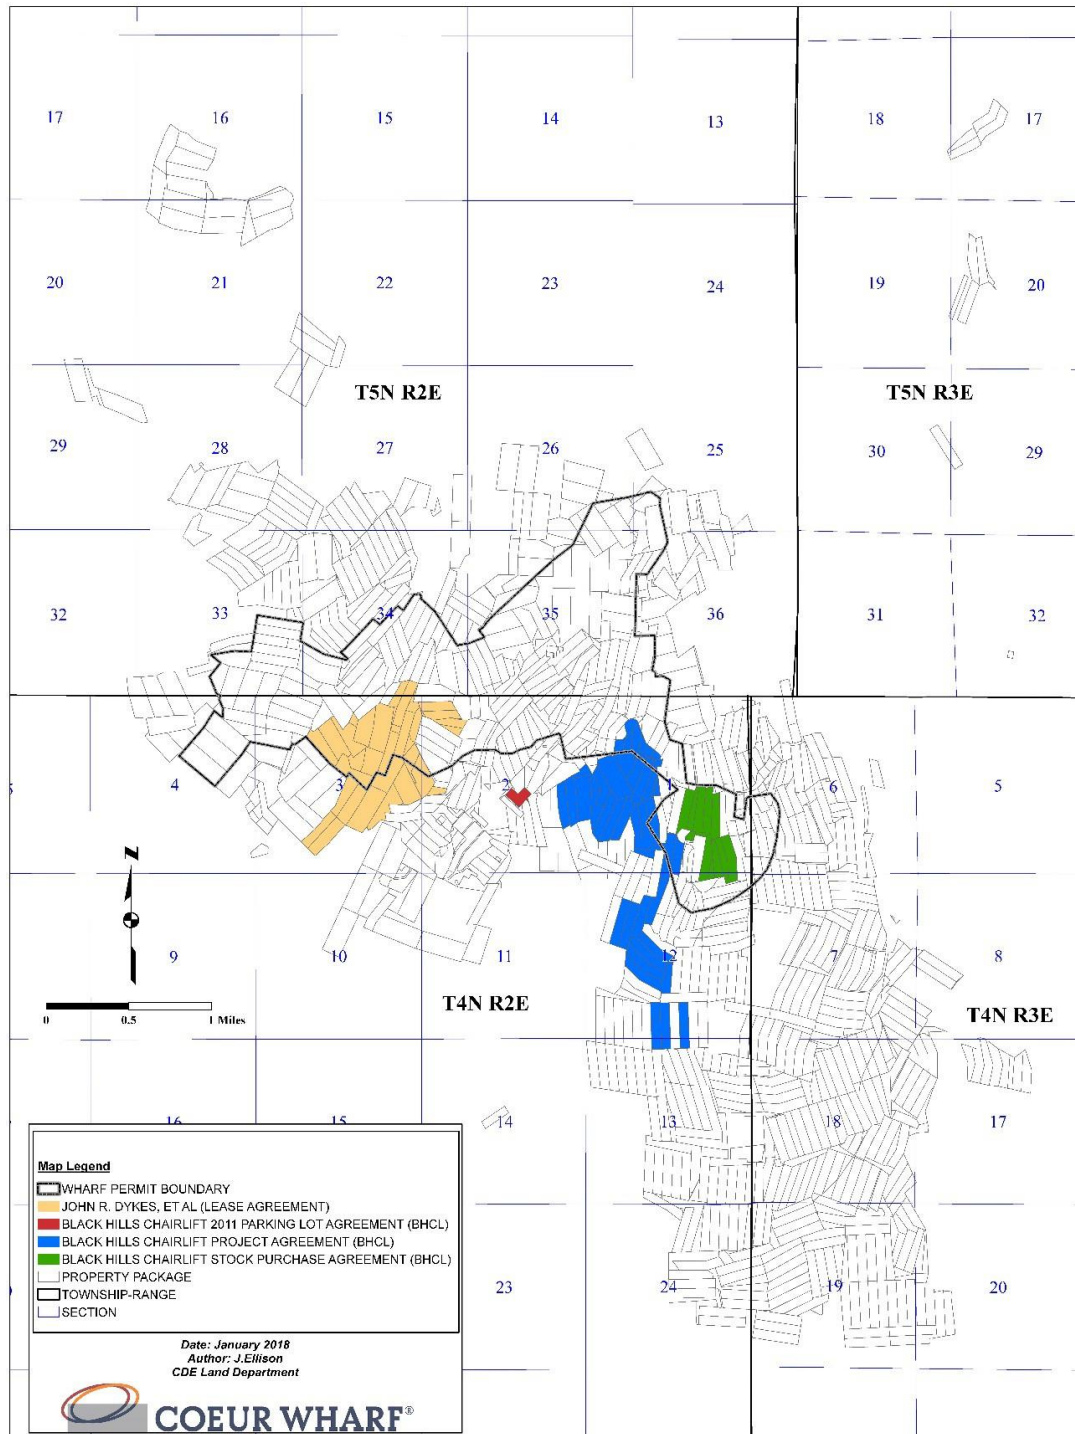 17 16 15 14 13 18 17
20 21 22 23 24 19 20
T5N R2E T5N R3E
29 28 27 26 25 30 29
32 33 34 35 36 31 32
4 3 2 1 6 5
N
9 10 11 12 7 8
0 0.5 1 Miles
T4N R2E T4N R3E
16 15 14 13 18 17
Map Legend
WHARF PERMIT BOUNDARY
JOHN R. DYKES, ET AL (LEASE AGREEMENT)
BLACK HILLS CHAIRLIFT 2011 PARKING LOT AGREEMENT (BHCL)
BLACK HILLS CHAIRLIFT PROJECT AGREEMENT (BHCL)
BLACK HILLS CHAIRLIFT STOCK PURCHASE AGREEMENT (BHCL)
PROPERTY PACKAGE
TOWNSHIP-RANGE
SECTION
23 24 19 20
Date: January 2018
Author: J.Ellison
CDE Land Department
COEUR WHARF®